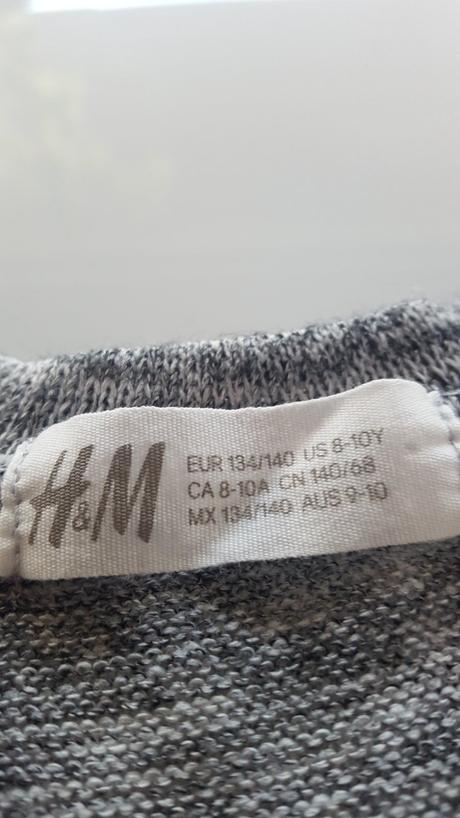 H&M
EUR 134/140 US 8-10Y
CA 8-10A CN 140/68
MX 134/140 AUS 9-10